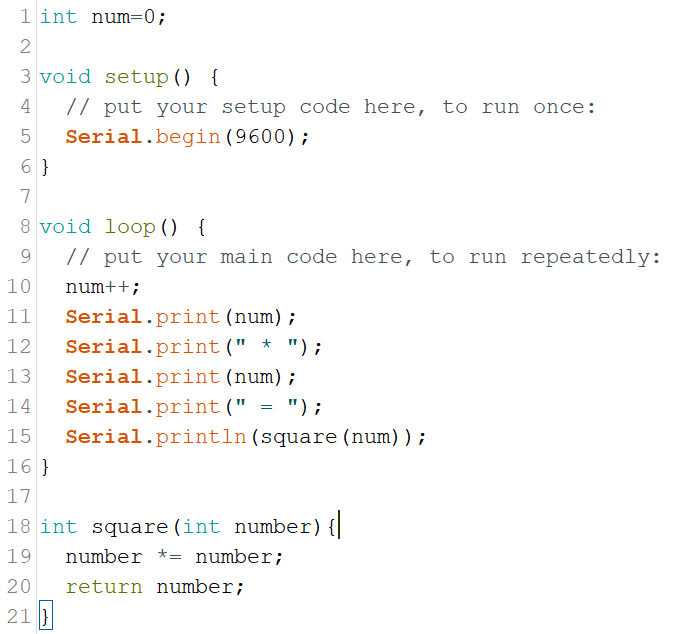 1 int num=0;
2
3 void setup() {
4   // put your setup code here, to run once:
5   Serial.begin(9600);
6 }
7
8 void loop() {
9   // put your main code here, to run repeatedly:
10   num++;
11   Serial.print(num);
12   Serial.print(" * ");
13   Serial.print(num);
14   Serial.print(" = ");
15   Serial.println(square(num));
16 }
17
18 int square(int number){
19   number *= number;
20   return number;
21 }